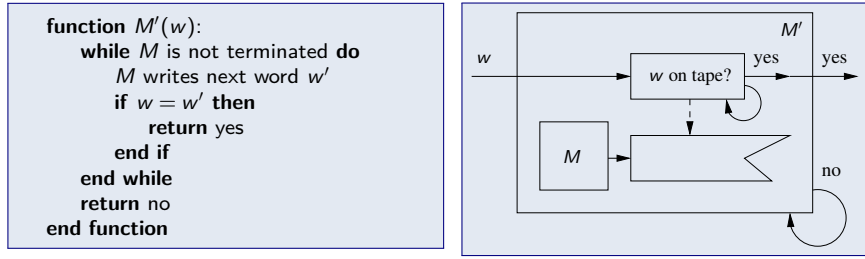 function M′(w):
while M is not terminated do
M writes next word w′
if w = w′ then
return yes
end if
end while
return no
end function
M′
w
w on tape?
yes
yes
M
no